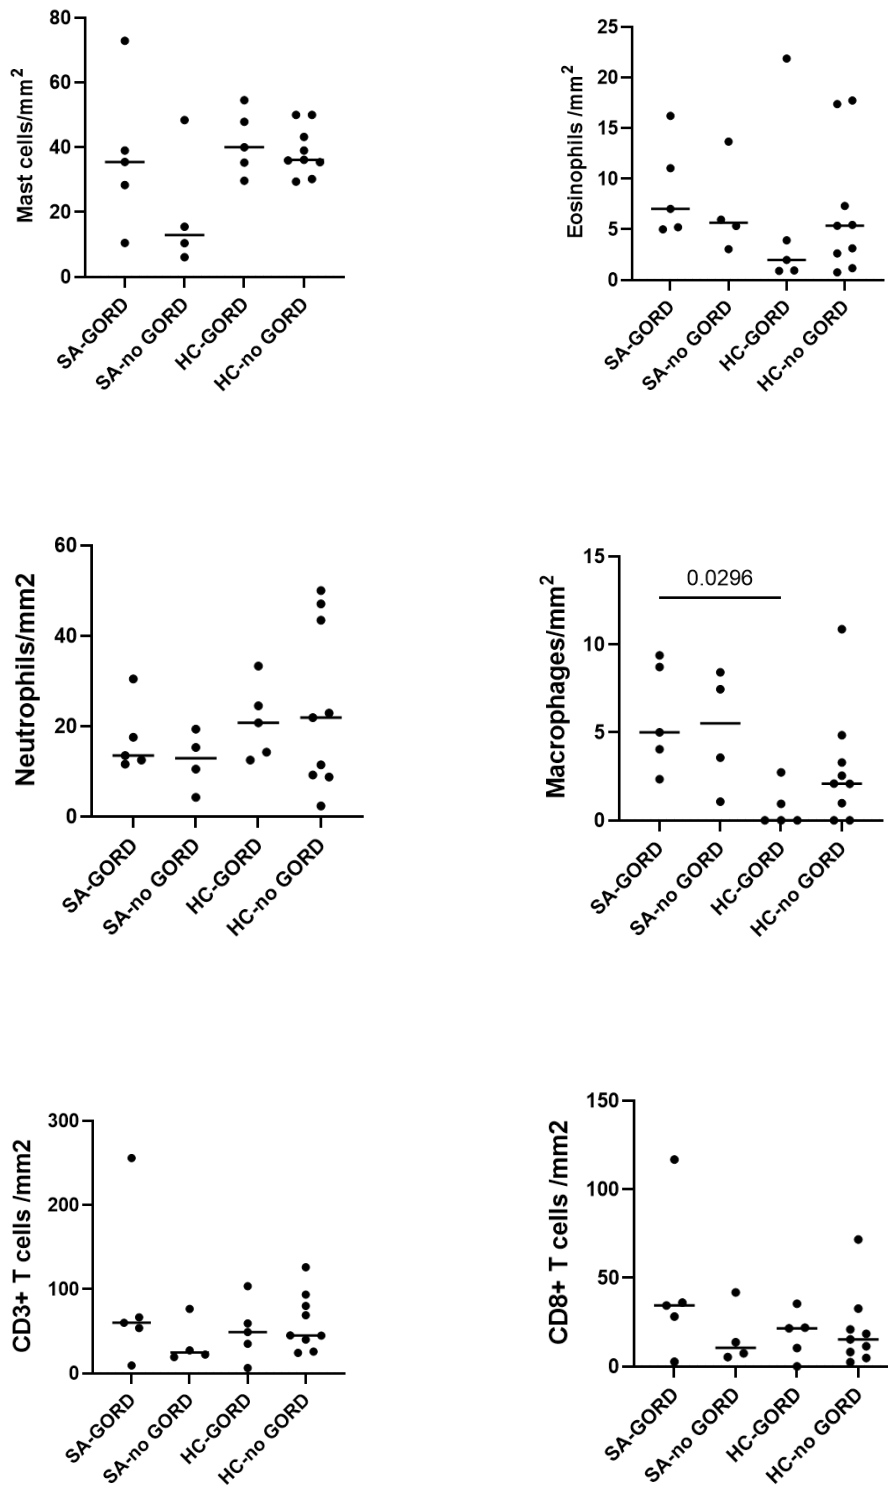 Mast cells/mm2
80
60
40
20
0
SA-GORD
SA-no GORD
HC-GORD
HC-no GORD
Eosinophils /mm2
25
20
15
10
5
0
SA-GORD
SA-no GORD
HC-GORD
HC-no GORD
Neutrophils/mm2
60
40
20
0
SA-GORD
SA-no GORD
HC-GORD
HC-no GORD
Macrophages/mm2
15
10
5
0
0.0296
SA-GORD
SA-no GORD
HC-GORD
HC-no GORD
CD3+ T cells /mm2
300
200
100
0
SA-GORD
SA-no GORD
HC-GORD
HC-no GORD
CD8+ T cells /mm2
150
100
50
0
SA-GORD
SA-no GORD
HC-GORD
HC-no GORD